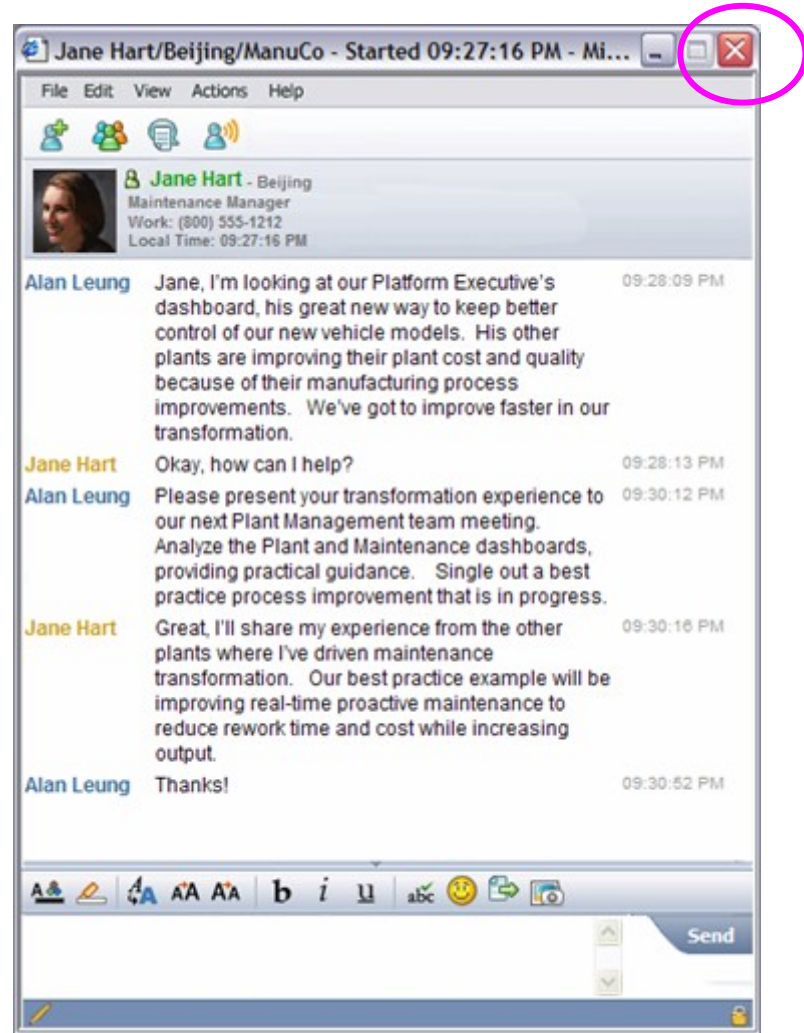 Jane Hart/Beijing/ManuCo - Started 09:27:16 PM - Mi...
File Edit View Actions Help
Jane Hart - Beijing
Maintenance Manager
Work: (800) 555-1212
Local Time: 09:27:16 PM
Alan Leung Jane, I'm looking at our Platform Executive's 09:28:09 PM
dashboard, his great new way to keep better
control of our new vehicle models. His other
plants are improving their plant cost and quality
because of their manufacturing process
improvements. We've got to improve faster in our
transformation.
Jane Hart Okay, how can I help? 09:28:13 PM
Alan Leung Please present your transformation experience to 09:30:12 PM
our next Plant Management team meeting.
Analyze the Plant and Maintenance dashboards,
providing practical guidance. Single out a best
practice process improvement that is in progress.
Jane Hart Great, I'll share my experience from the other 09:30:16 PM
plants where I've driven maintenance
transformation. Our best practice example will be
improving real-time proactive maintenance to
reduce rework time and cost while increasing
output.
Alan Leung Thanks! 09:30:52 PM
A A A A A A A b i u abc
Send